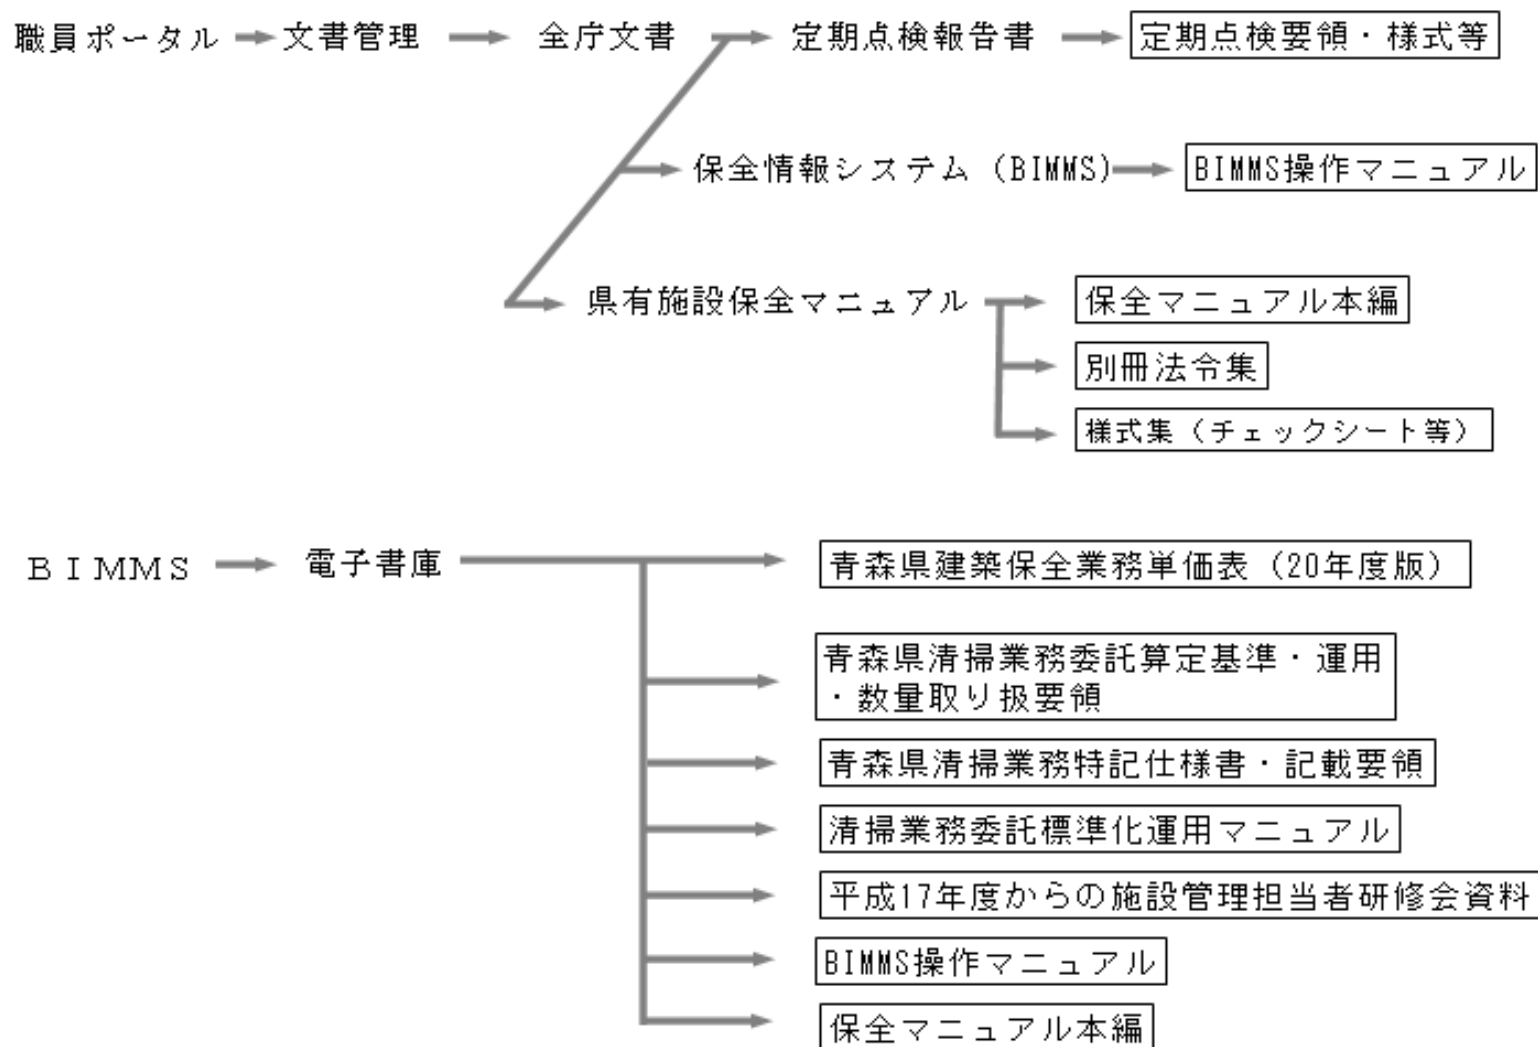 職員ポータル 文書管理 全庁文書 定期点検報告書 定期点検要領・様式等
保全情報システム（BIMMS) BIMMS操作マニュアル
県有施設保全マニュアル 保全マニュアル本編
別冊法令集
様式集（チェックシート等）
ＢＩＭＭＳ 電子書庫 青森県建築保全業務単価表（20年度版）
青森県清掃業務委託算定基準・運用
・数量取り扱要領
青森県清掃業務特記仕様書・記載要領
清掃業務委託標準化運用マニュアル
平成17年度からの施設管理担当者研修会資料
BIMMS操作マニュアル
保全マニュアル本編